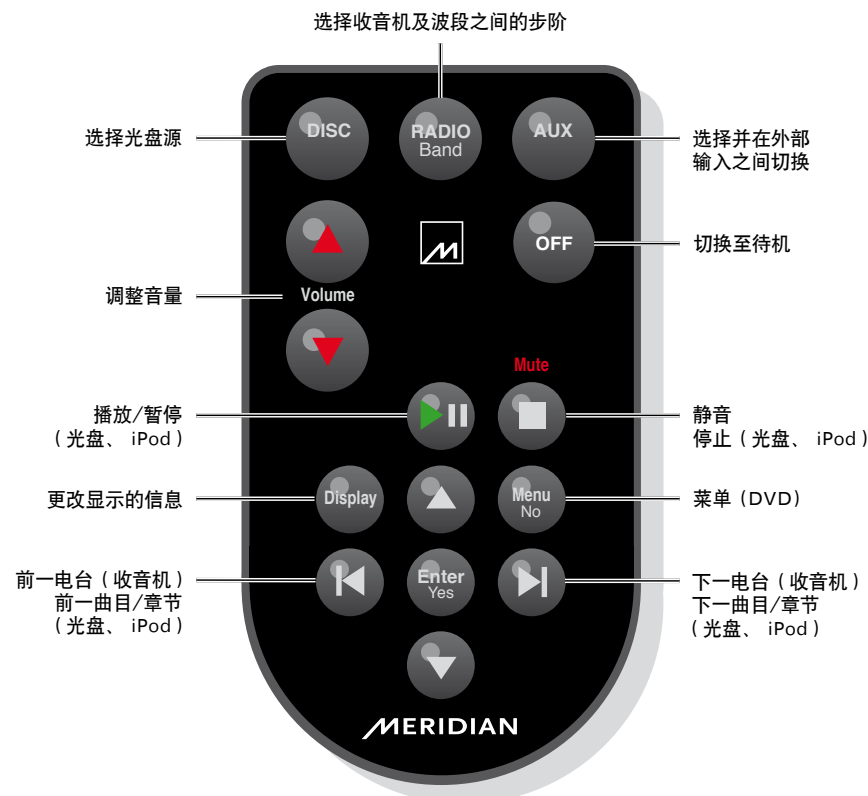 选择收音机及波段之间的步阶
选择光盘源
DISC
RADIO
Band
AUX
选择并在外部
输入之间切换
OFF
切换至待机
调整音量
Volume
Mute
播放/暂停
(光盘、 iPod)
静音
停止(光盘、 iPod)
更改显示的信息
Display
Menu
No
菜单 (DVD)
前一电台(收音机)
前一曲目/章节
(光盘、 iPod)
Enter
Yes
下一电台(收音机)
下一曲目/章节
(光盘、 iPod)
MERIDIAN